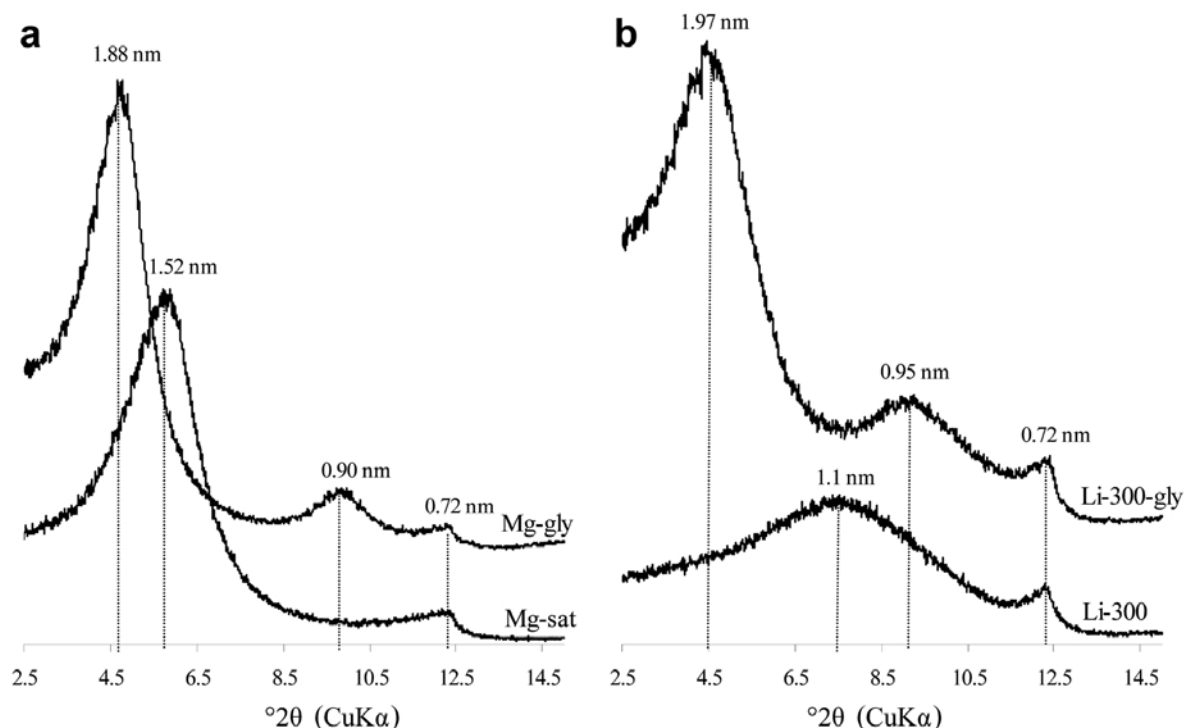 a
1.88 nm
1.52 nm
0.90 nm
0.72 nm
Mg-gly
Mg-sat
2.5 4.5 6.5 8.5 10.5 12.5 14.5
°2θ (CuKα)
b
1.97 nm
0.95 nm
0.72 nm
1.1 nm
Li-300-gly
Li-300
2.5 4.5 6.5 8.5 10.5 12.5 14.5
°2θ (CuKα)